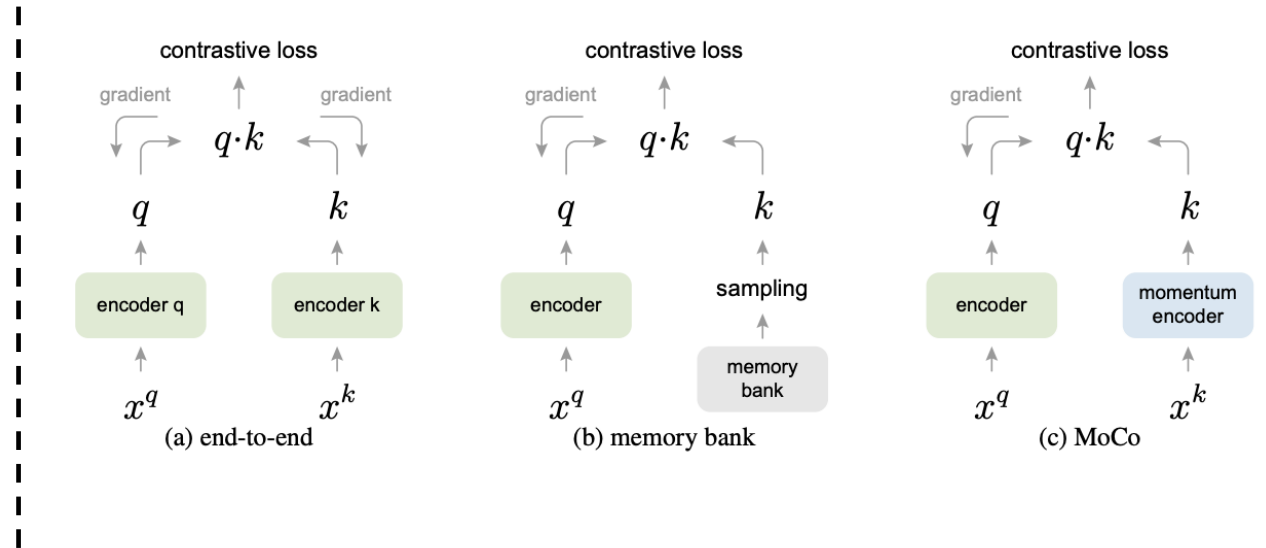 contrastive loss
gradient
gradient
q·k
q
k
encoder q
encoder k
x^q
x^k
(a) end-to-end
contrastive loss
gradient
q·k
q
k
encoder
sampling
memory
bank
x^q
(b) memory bank
contrastive loss
gradient
q·k
q
k
encoder
momentum
encoder
x^q
x^k
(c) MoCo